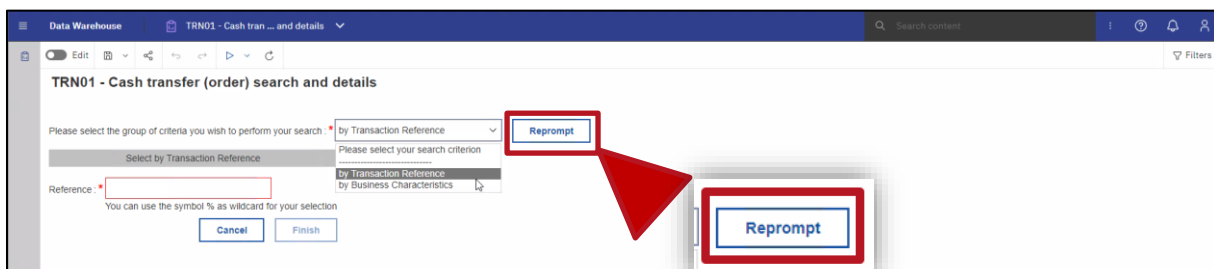 Data Warehouse TRN01 - Cash tran ... and details Search content
Edit Filters
TRN01 - Cash transfer (order) search and details
Please select the group of criteria you wish to perform your search : * by Transaction Reference Reprompt
Please select your search criterion
------------------------------
Select by Transaction Reference
by Transaction Reference
by Business Characteristics
Reference : *
You can use the symbol % as wildcard for your selection
Cancel Finish
Reprompt